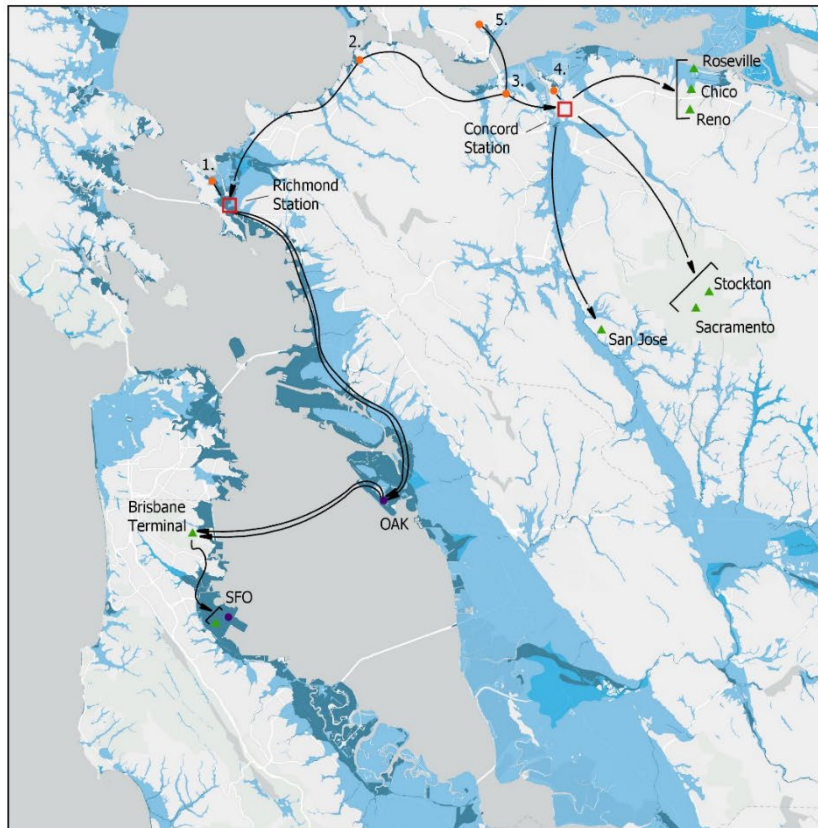 5.
2.
Roseville
4.
3.
Chico
Reno
Concord
Station
1.
Richmond
Station
Stockton
Sacramento
San Jose
Brisbane
Terminal
OAK
SFO